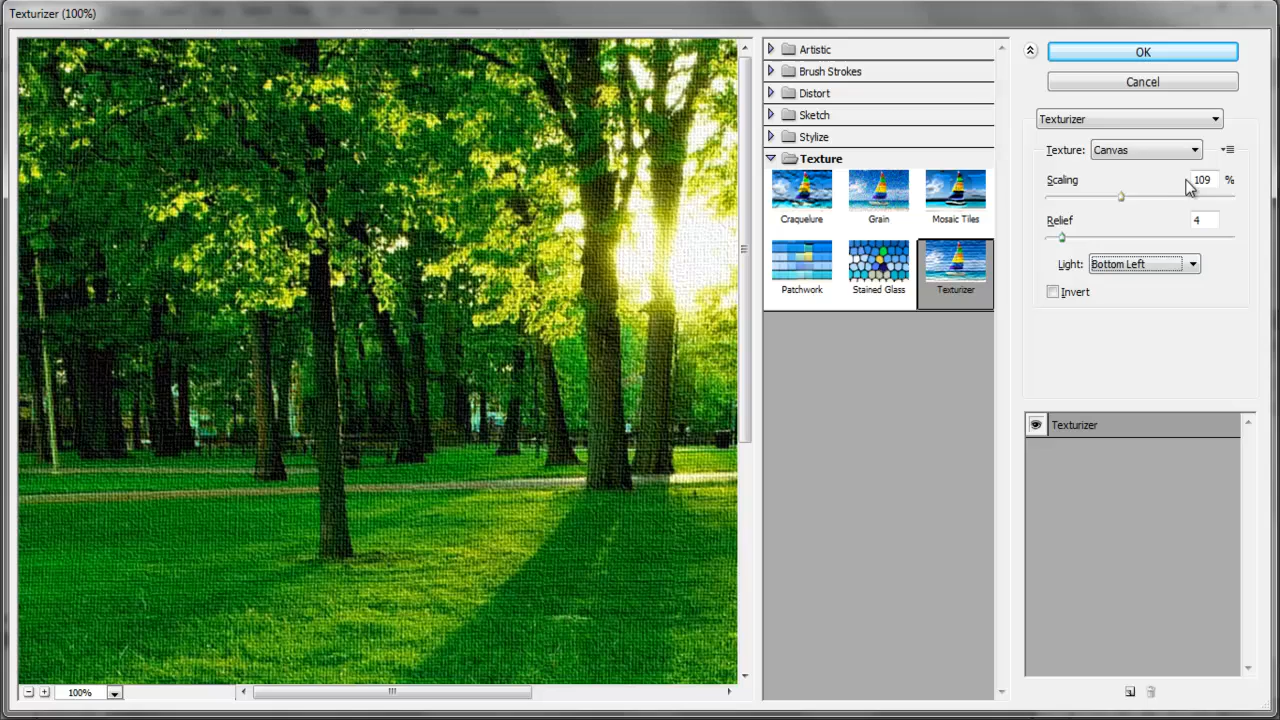 Texturizer (100%)
Artistic
Brush Strokes
Distort
Sketch
Stylize
Texture
Craquelure
Grain
Mosaic Tiles
Patchwork
Stained Glass
Texturizer
100%
OK
Cancel
Texturizer
Texture: Canvas
Scaling 109 %
Relief 4
Light: Bottom Left
Invert
Texturizer